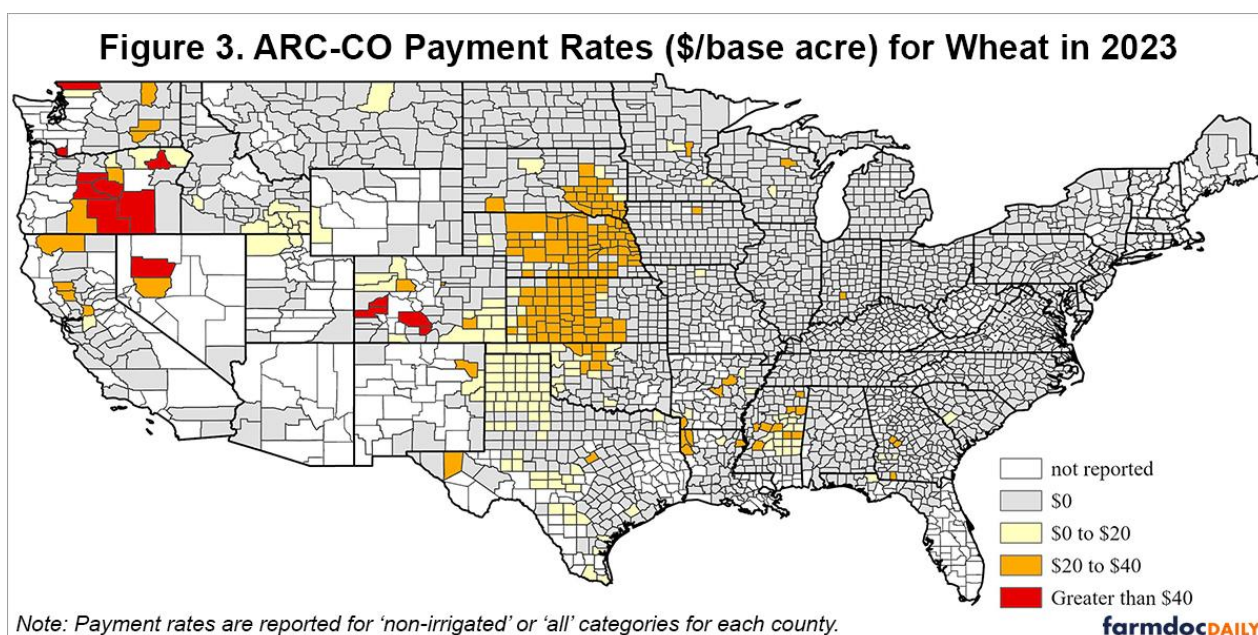 Figure 3. ARC-CO Payment Rates ($/base acre) for Wheat in 2023
not reported
$0
$0 to $20
$20 to $40
Greater than $40
Note: Payment rates are reported for 'non-irrigated' or 'all' categories for each county.
farmdocDAILY